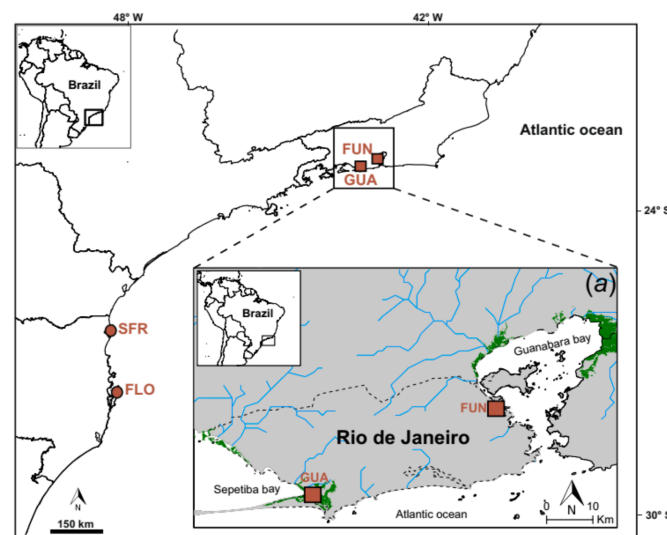 48° W
42° W
Brazil
Atlantic ocean
FUN
GUA
24° S
(a)
Brazil
Guanabara bay
SFR
FLO
FUN
Rio de Janeiro
GUA
Sepetiba bay
N
150 km
Atlantic ocean
N
0 10
Km
30° S